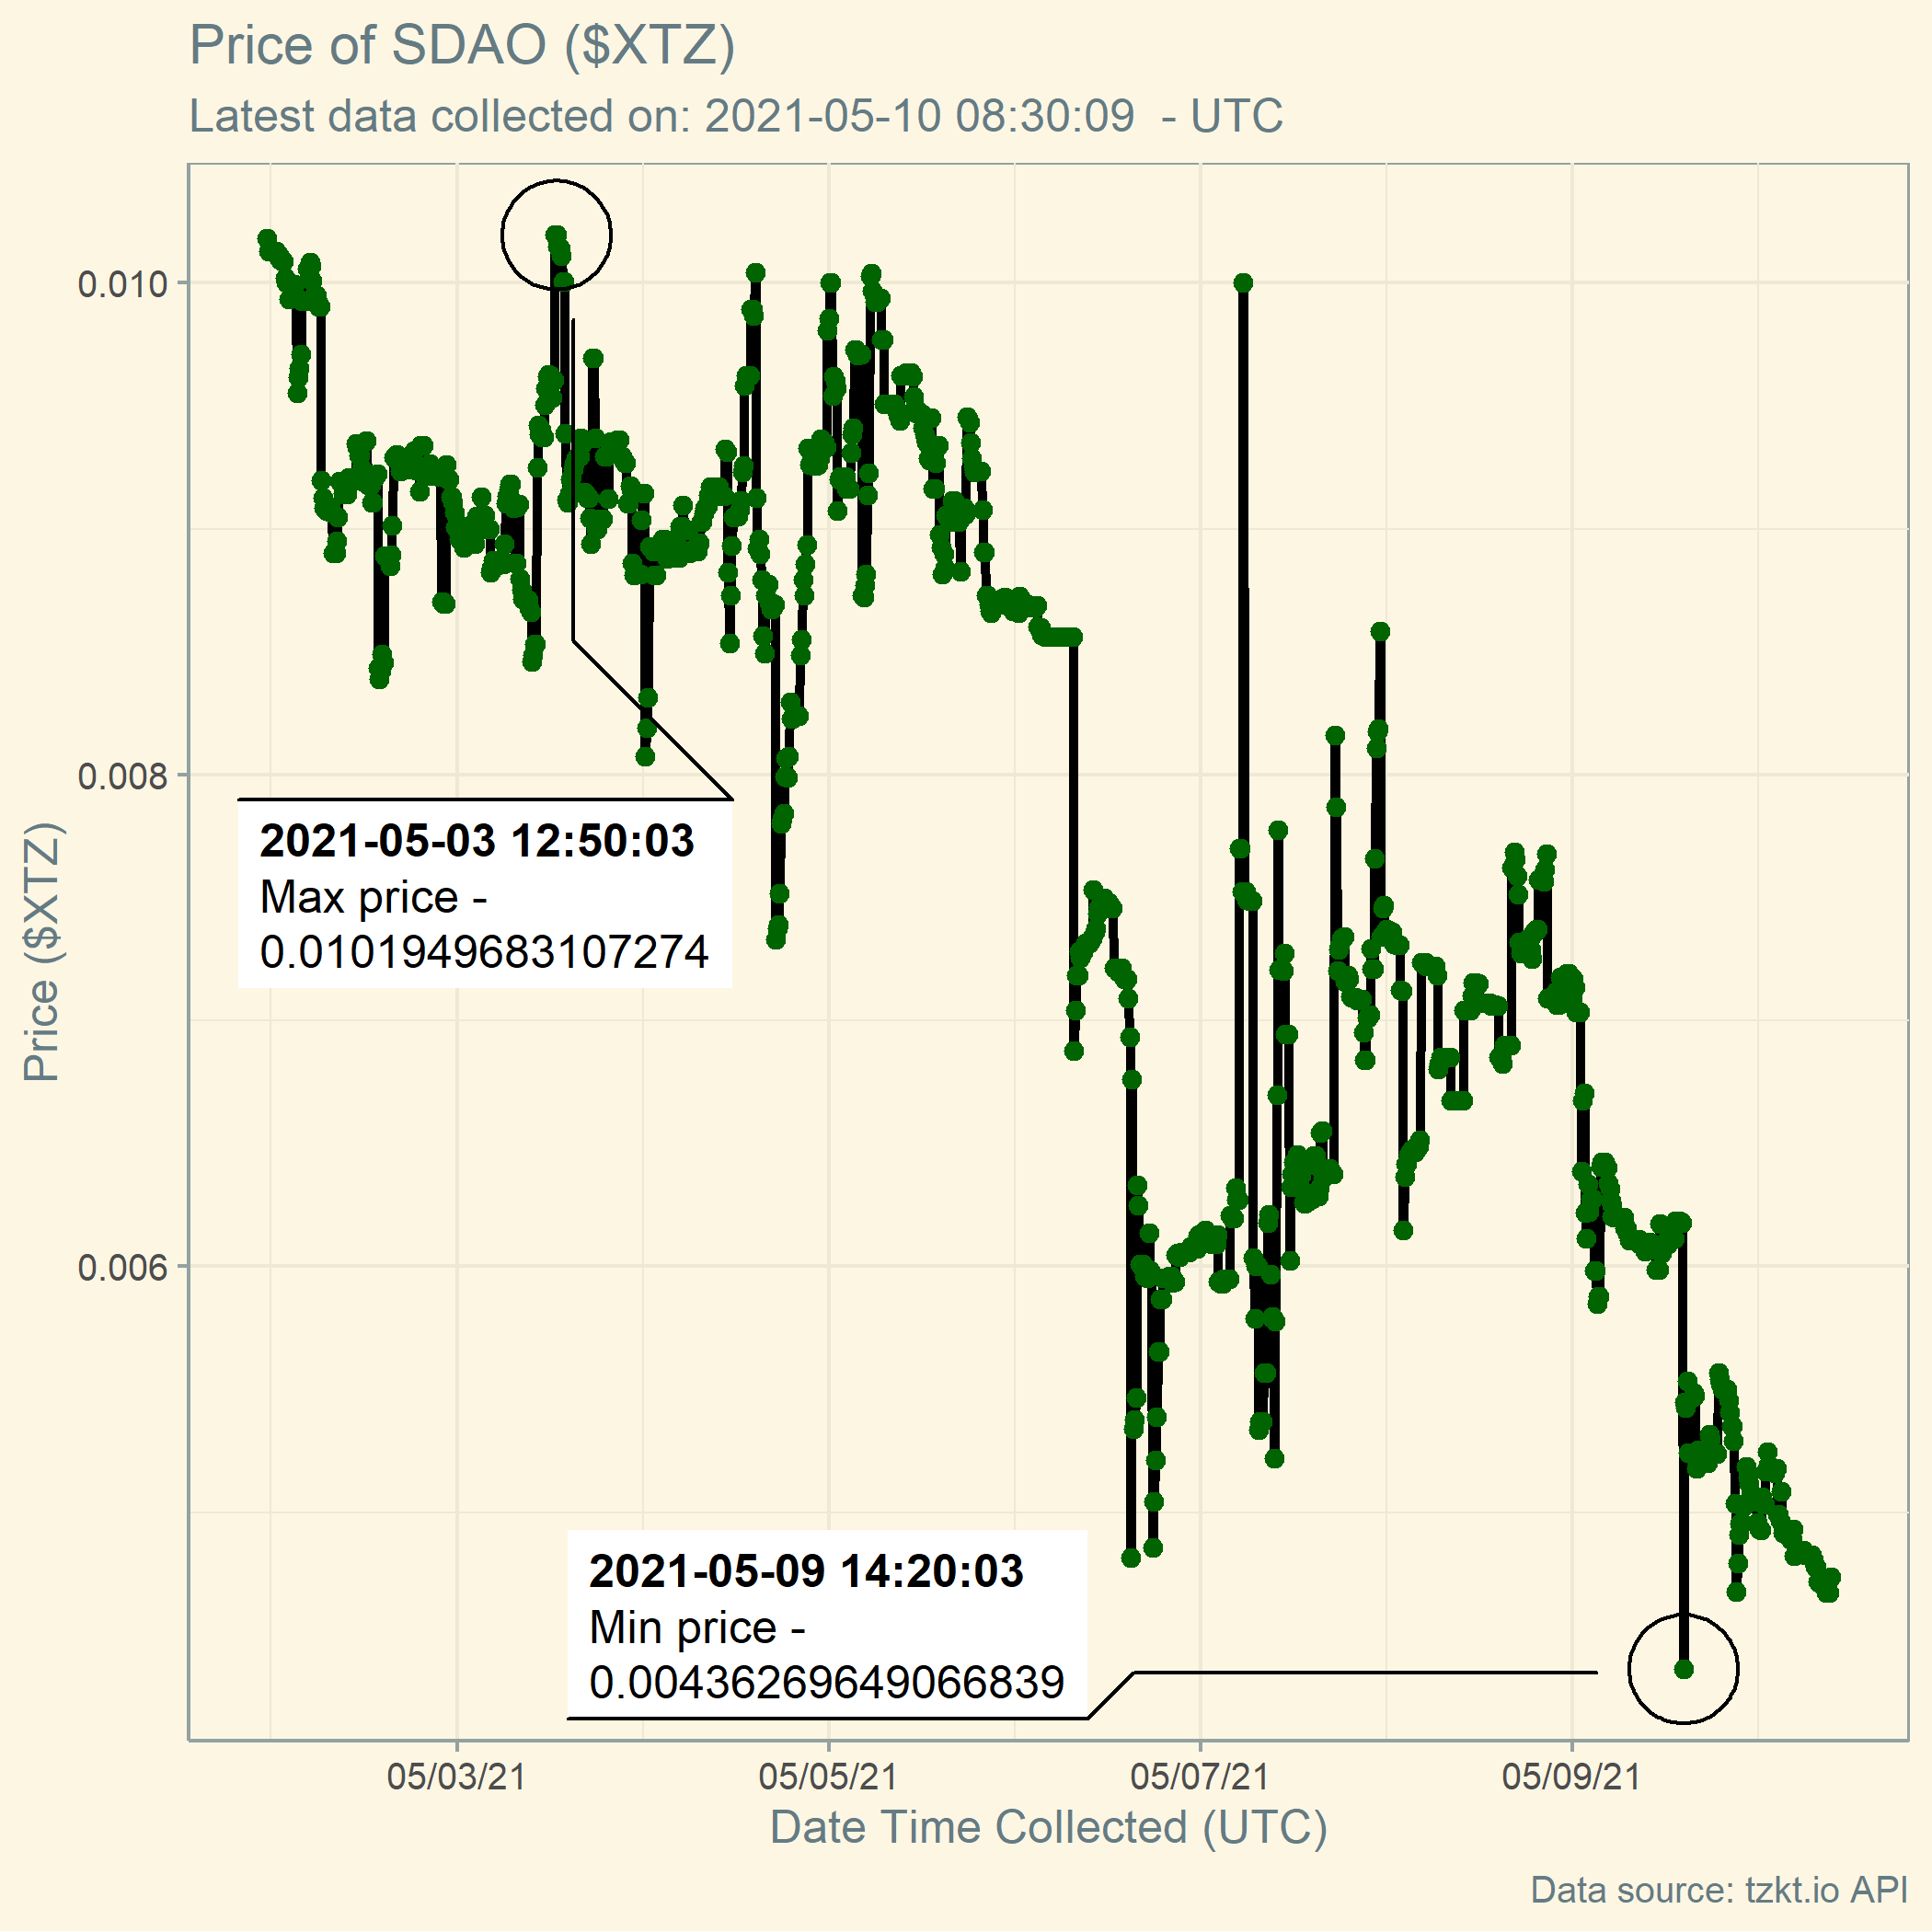 Price of SDAO ($XTZ)
Latest data collected on: 2021-05-10 08:30:09  - UTC
0.010
0.008
0.006
Price ($XTZ)
2021-05-03 12:50:03
Max price -
0.0101949683107274
2021-05-09 14:20:03
Min price -
0.00436269649066839
05/03/21
05/05/21
05/07/21
05/09/21
Date Time Collected (UTC)
Data source: tzkt.io API